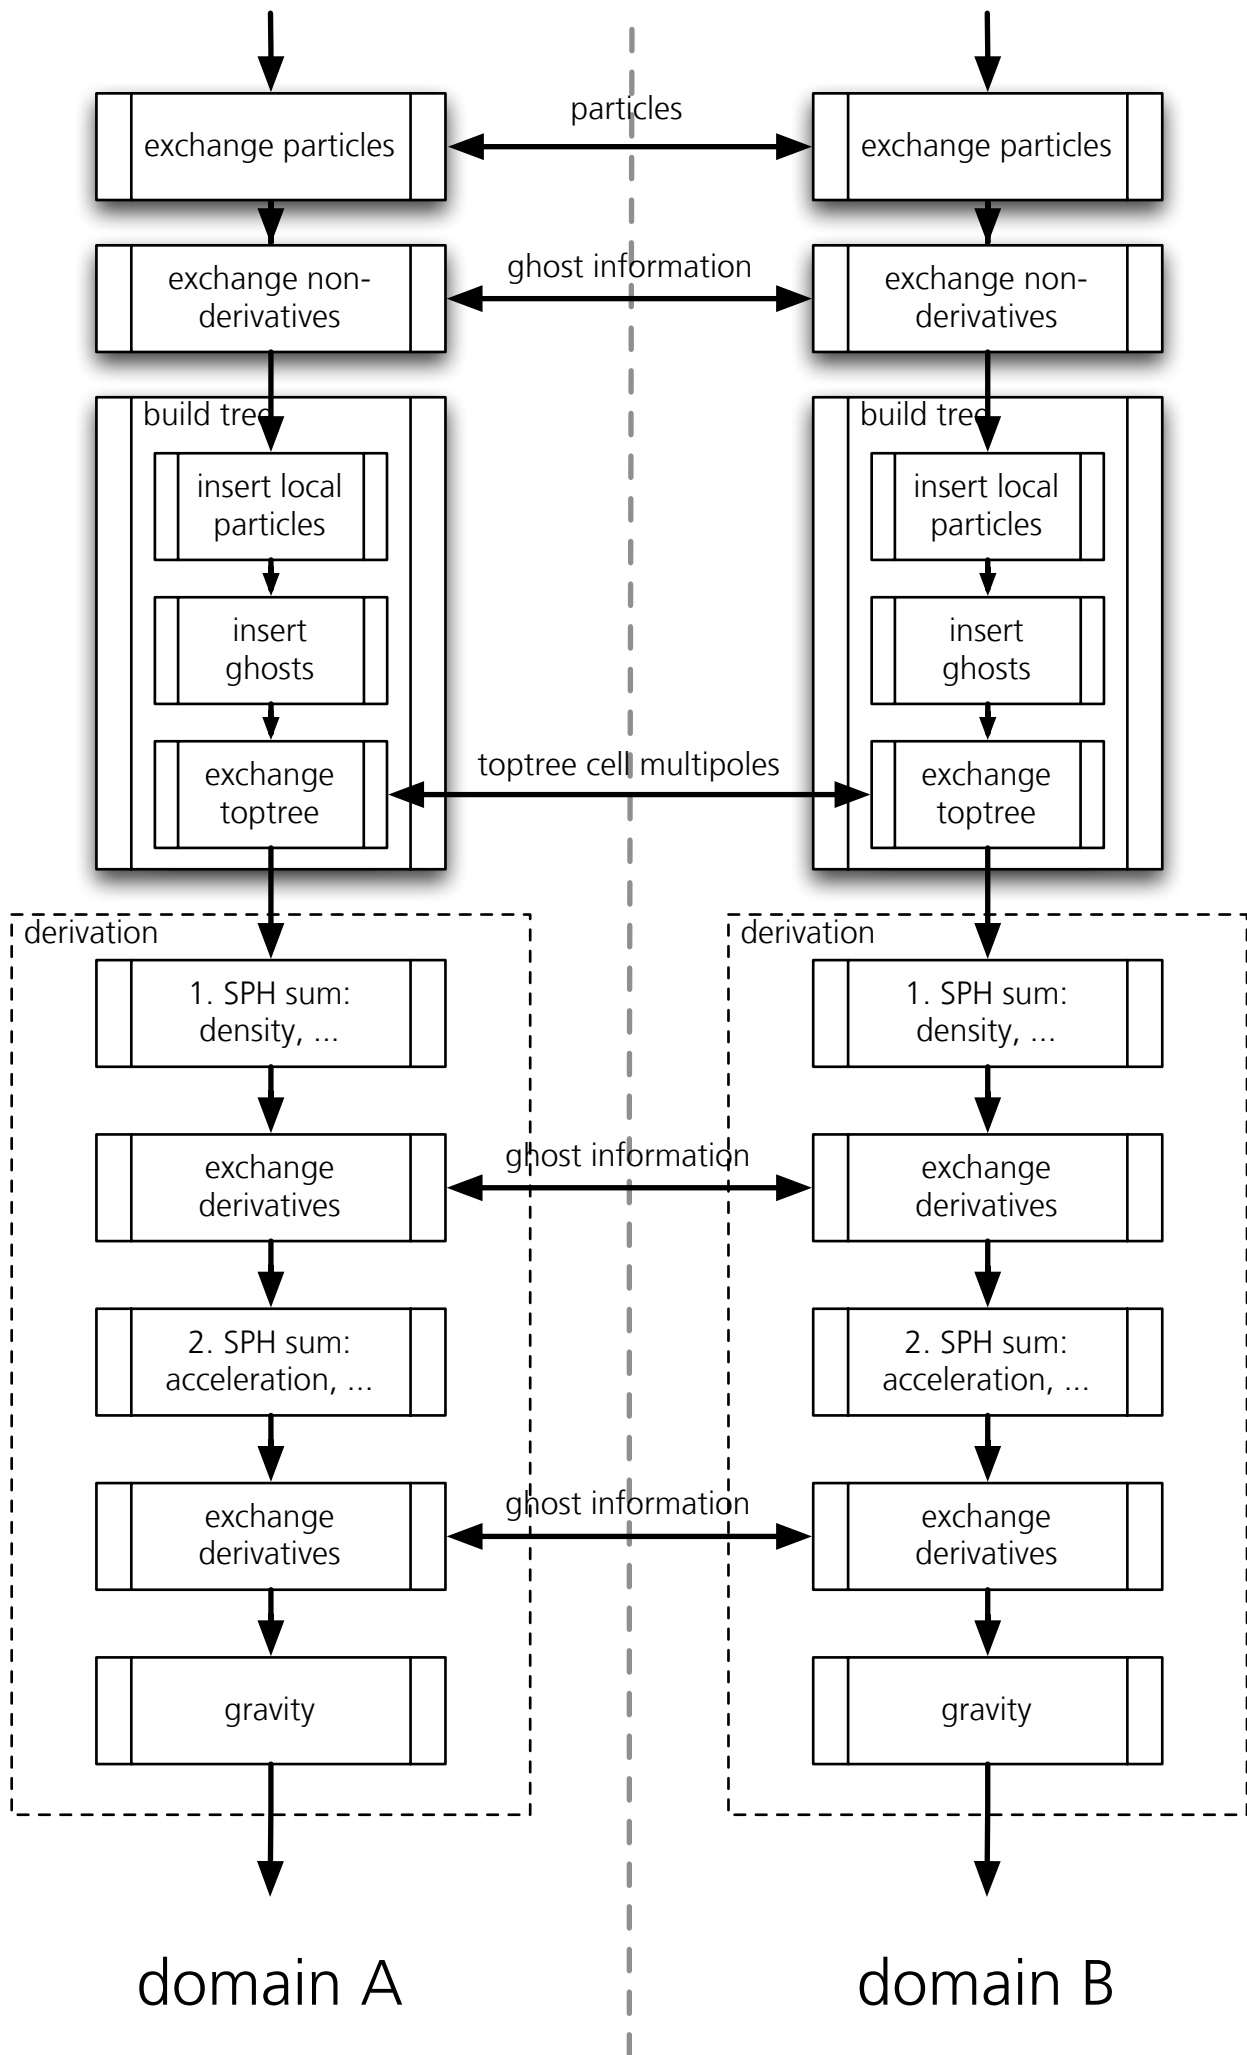 particles
exchange particles
exchange particles
ghost information
exchange non-
derivatives
exchange non-
derivatives
build tree
build tree
insert local
particles
insert local
particles
insert
ghosts
insert
ghosts
toptree cell multipoles
exchange
toptree
exchange
toptree
derivation
derivation
1. SPH sum:
density, ...
1. SPH sum:
density, ...
ghost information
exchange
derivatives
exchange
derivatives
2. SPH sum:
acceleration, ...
2. SPH sum:
acceleration, ...
ghost information
exchange
derivatives
exchange
derivatives
gravity
gravity
domain A
domain B